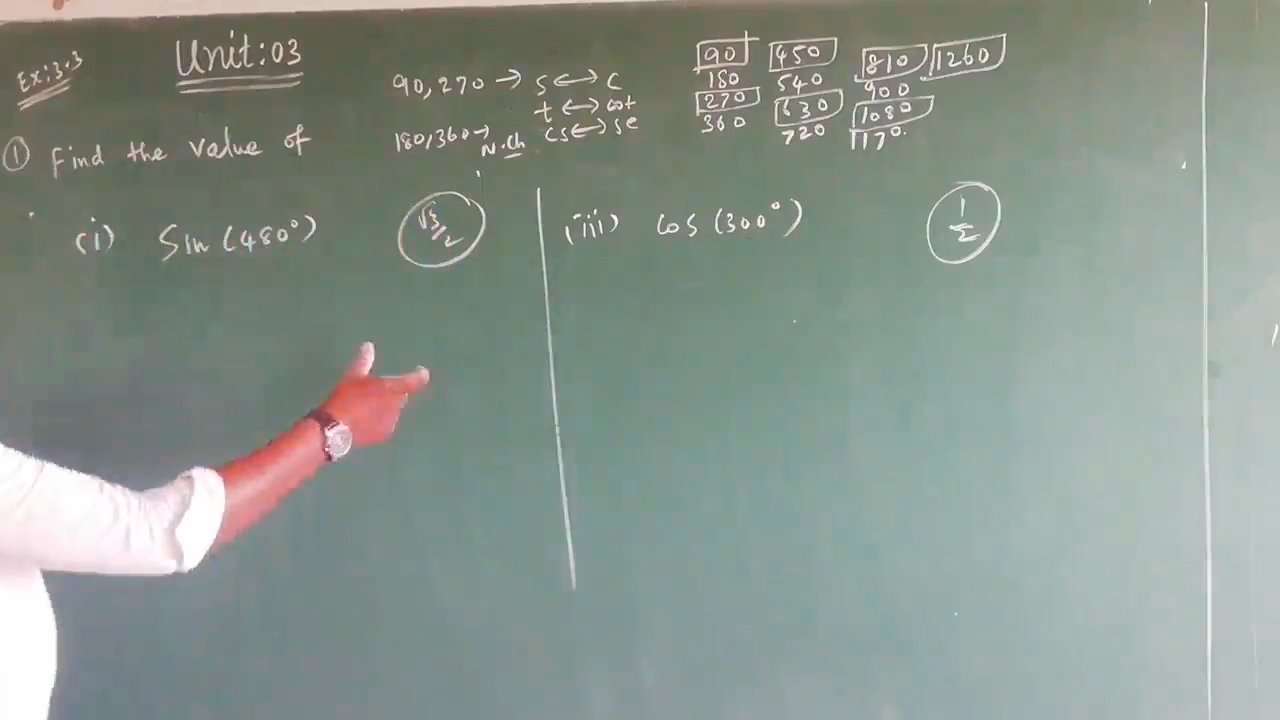 Ex:3.3
Unit:03
90,270 → S ↔ C
t ↔ cot
180,360 → N.Ch
cs ↔ se
90 450 810 1260
180 540 900
270 630 1080
360 720 1170.
① Find the value of
(i) Sin(480°)
√3/2
(iii) cos (300°)
1/2